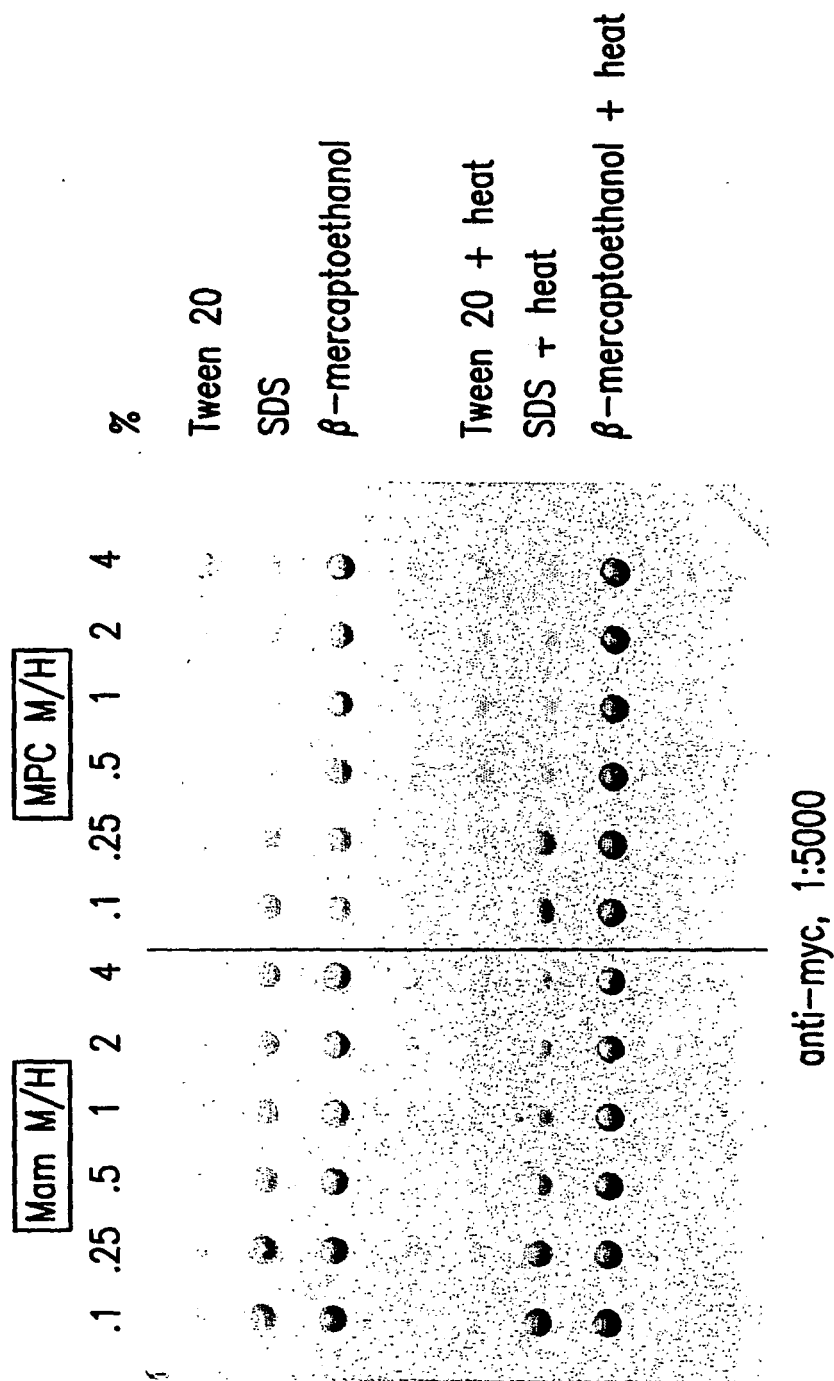 Mam M/H MPC M/H
.1 .25 .5 1 2 4 .1 .25 .5 1 2 4 %
Tween 20
SDS
β-mercaptoethanol
Tween 20 + heat
SDS + heat
β-mercaptoethanol + heat
anti-myc, 1:5000